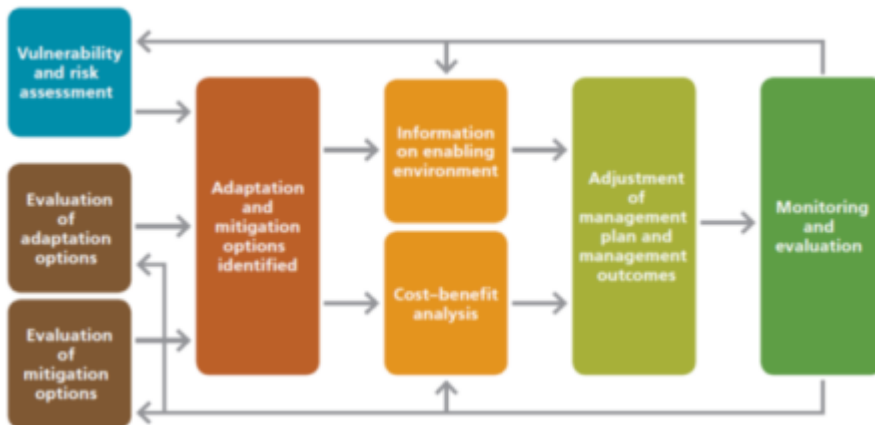 Vulnerability
and risk
assessment
Evaluation
of
adaptation
options
Evaluation
of
mitigation
options
Adaptation
and
mitigation
options
identified
Information
on enabling
environment
Cost–benefit
analysis
Adjustment
of
management
plan and
management
outcomes
Monitoring
and
evaluation